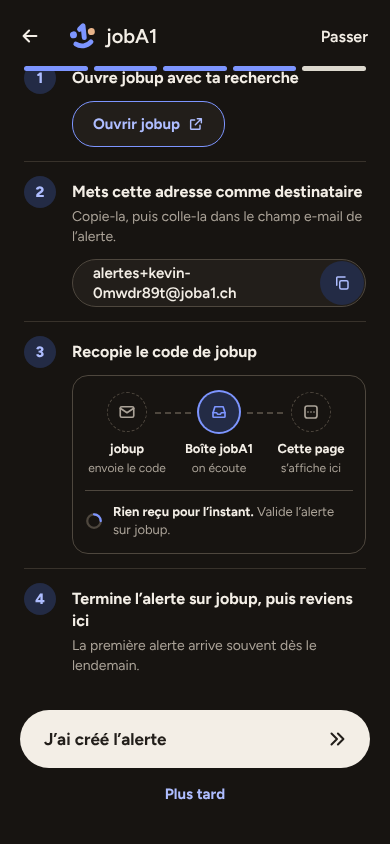 jobA1
Passer
1
Ouvre jobup avec ta recherche
Ouvrir jobup
2
Mets cette adresse comme destinataire
Copie-la, puis colle-la dans le champ e-mail de
l’alerte.
alertes+kevin-
0mwdr89t@joba1.ch
3
Recopie le code de jobup
jobup
envoie le code
Boîte jobA1
on écoute
Cette page
s’affiche ici
Rien reçu pour l’instant. Valide l’alerte
sur jobup.
4
Termine l’alerte sur jobup, puis reviens
ici
La première alerte arrive souvent dès le
lendemain.
J’ai créé l’alerte
Plus tard